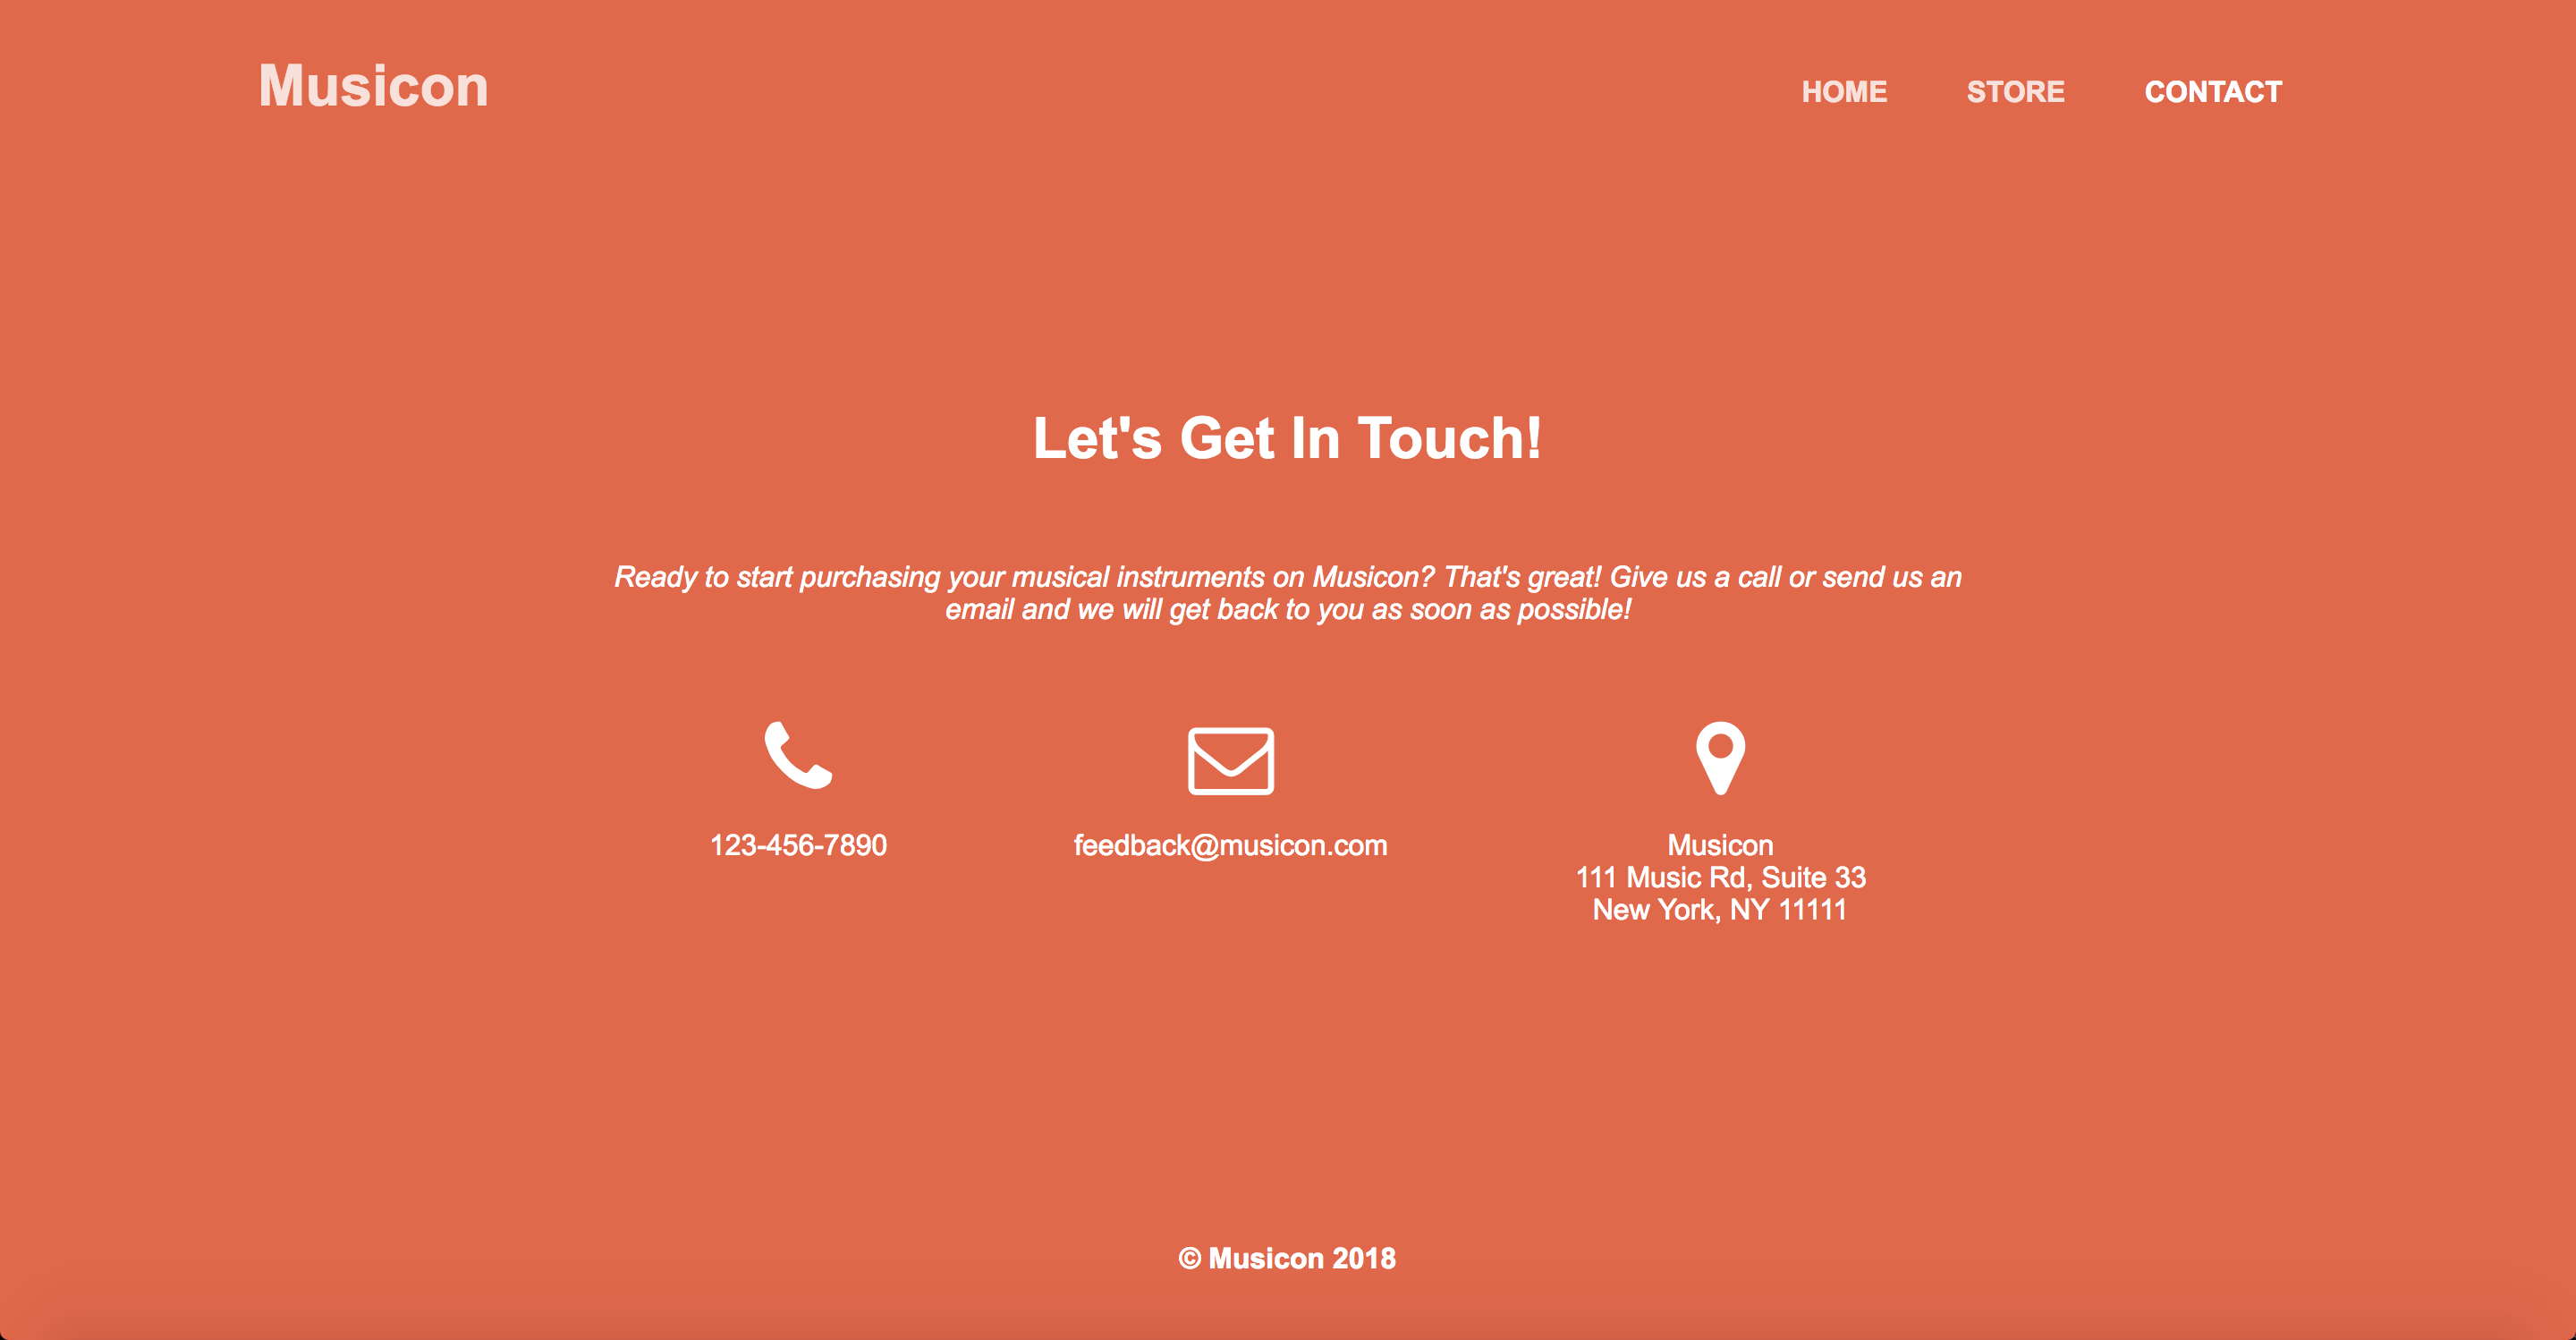 Musicon
HOME STORE CONTACT
Let's Get In Touch!
Ready to start purchasing your musical instruments on Musicon? That's great! Give us a call or send us an
email and we will get back to you as soon as possible!
123-456-7890
feedback@musicon.com
Musicon
111 Music Rd, Suite 33
New York, NY 11111
© Musicon 2018